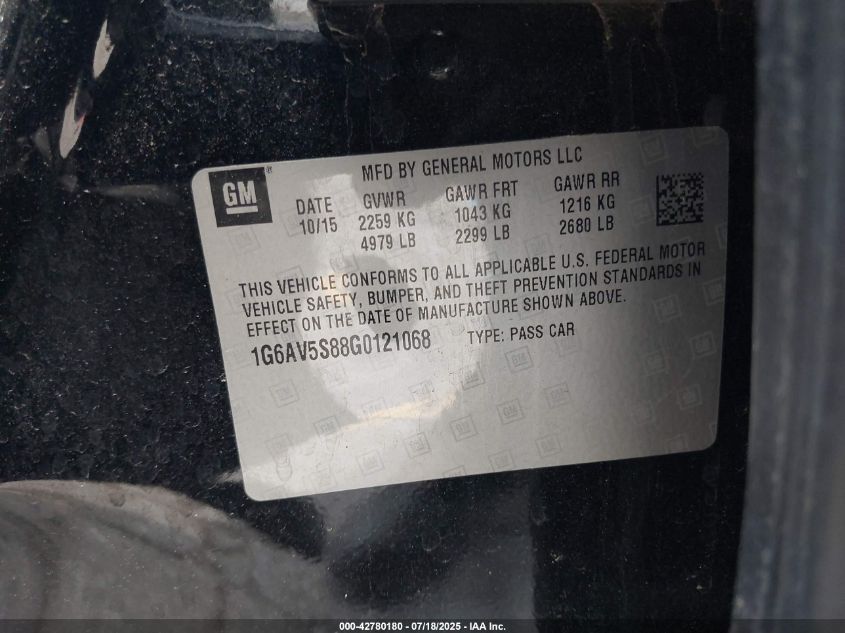 MFD BY GENERAL MOTORS LLC
GM®
DATE GVWR GAWR FRT GAWR RR
10/15 2259 KG 1043 KG 1216 KG
4979 LB 2299 LB 2680 LB
THIS VEHICLE CONFORMS TO ALL APPLICABLE U.S. FEDERAL MOTOR
VEHICLE SAFETY, BUMPER, AND THEFT PREVENTION STANDARDS IN
EFFECT ON THE DATE OF MANUFACTURE SHOWN ABOVE.
1G6AV5S88G0121068 TYPE: PASS CAR
000-42780180 - 07/18/2025 - IAA Inc.